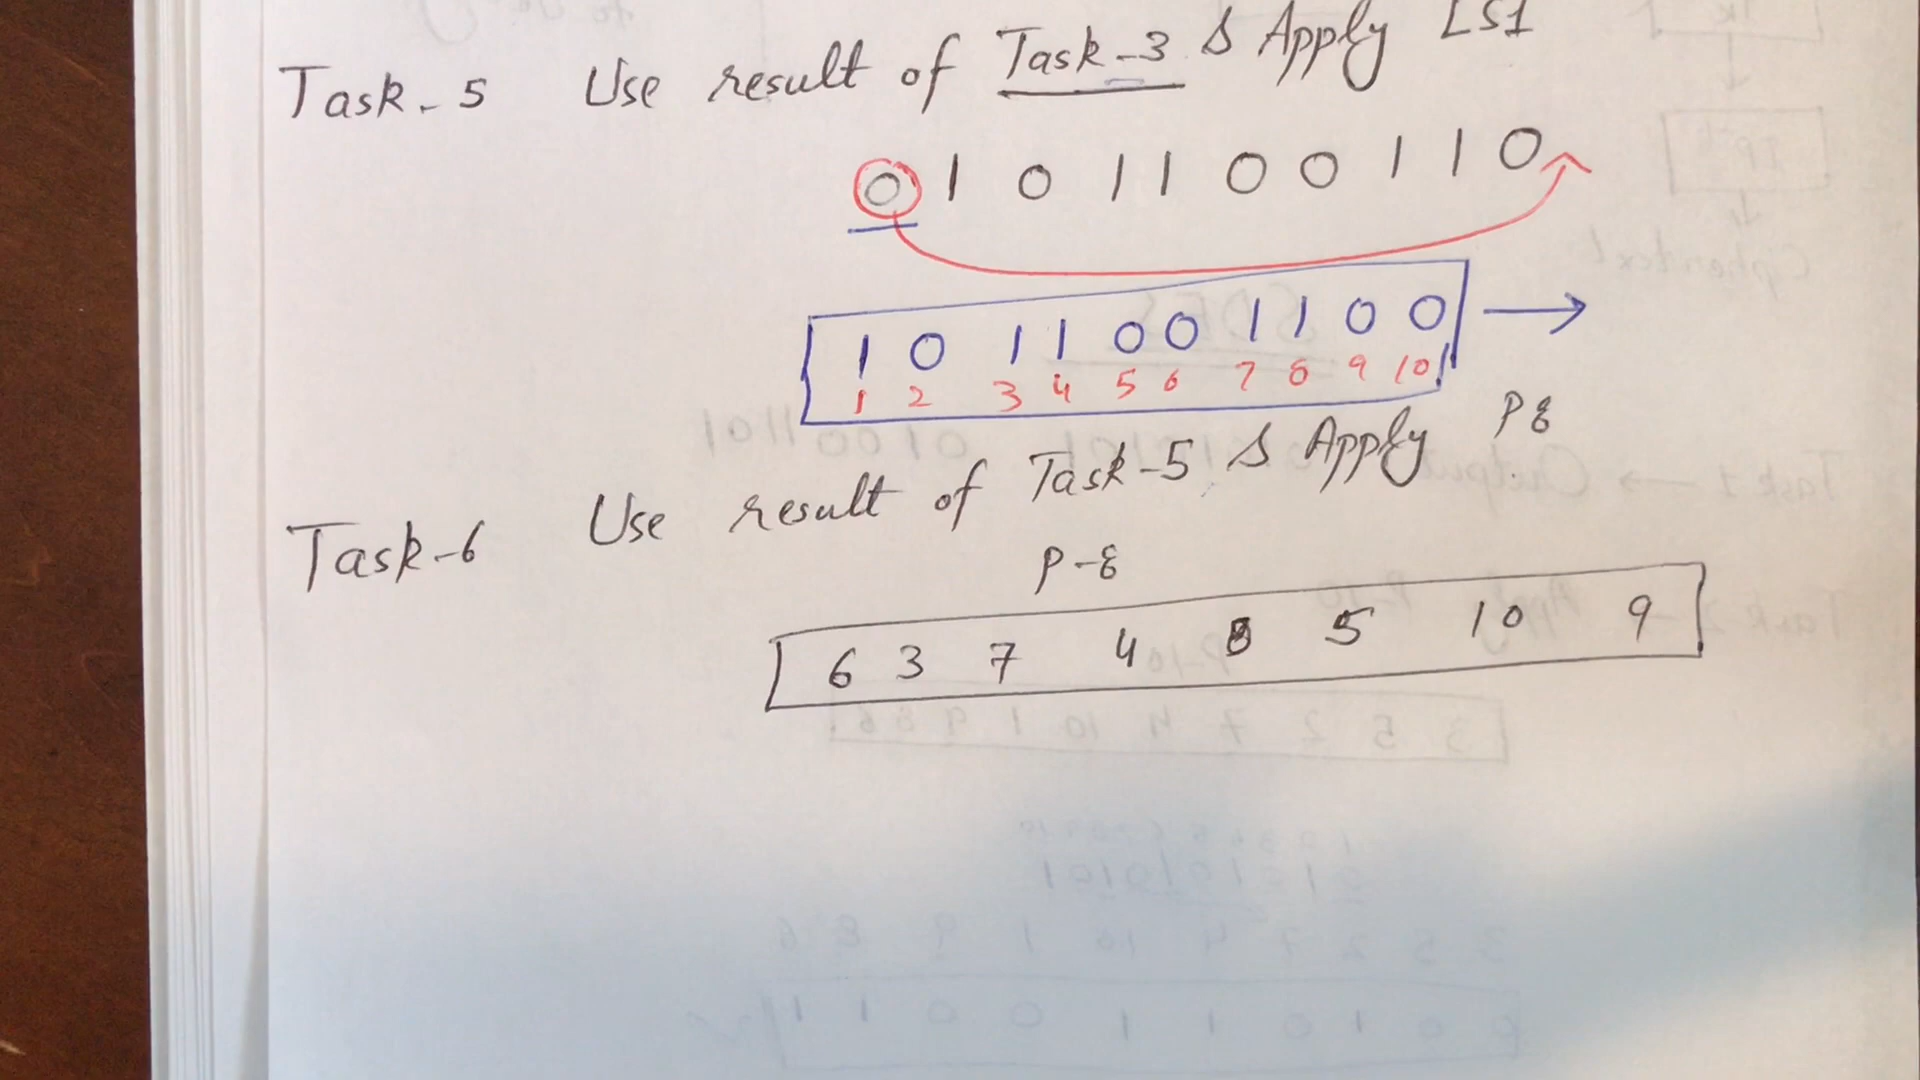 Task-5 Use result of Task-3 & Apply LS1
0 1 0 1 1 0 0 1 1 0
1 0 1 1 0 0 1 1 0 0 →
1 2 3 4 5 6 7 8 9 10
Task-6 Use result of Task-5 & Apply P8
P-8
6 3 7 4 8 5 10 9